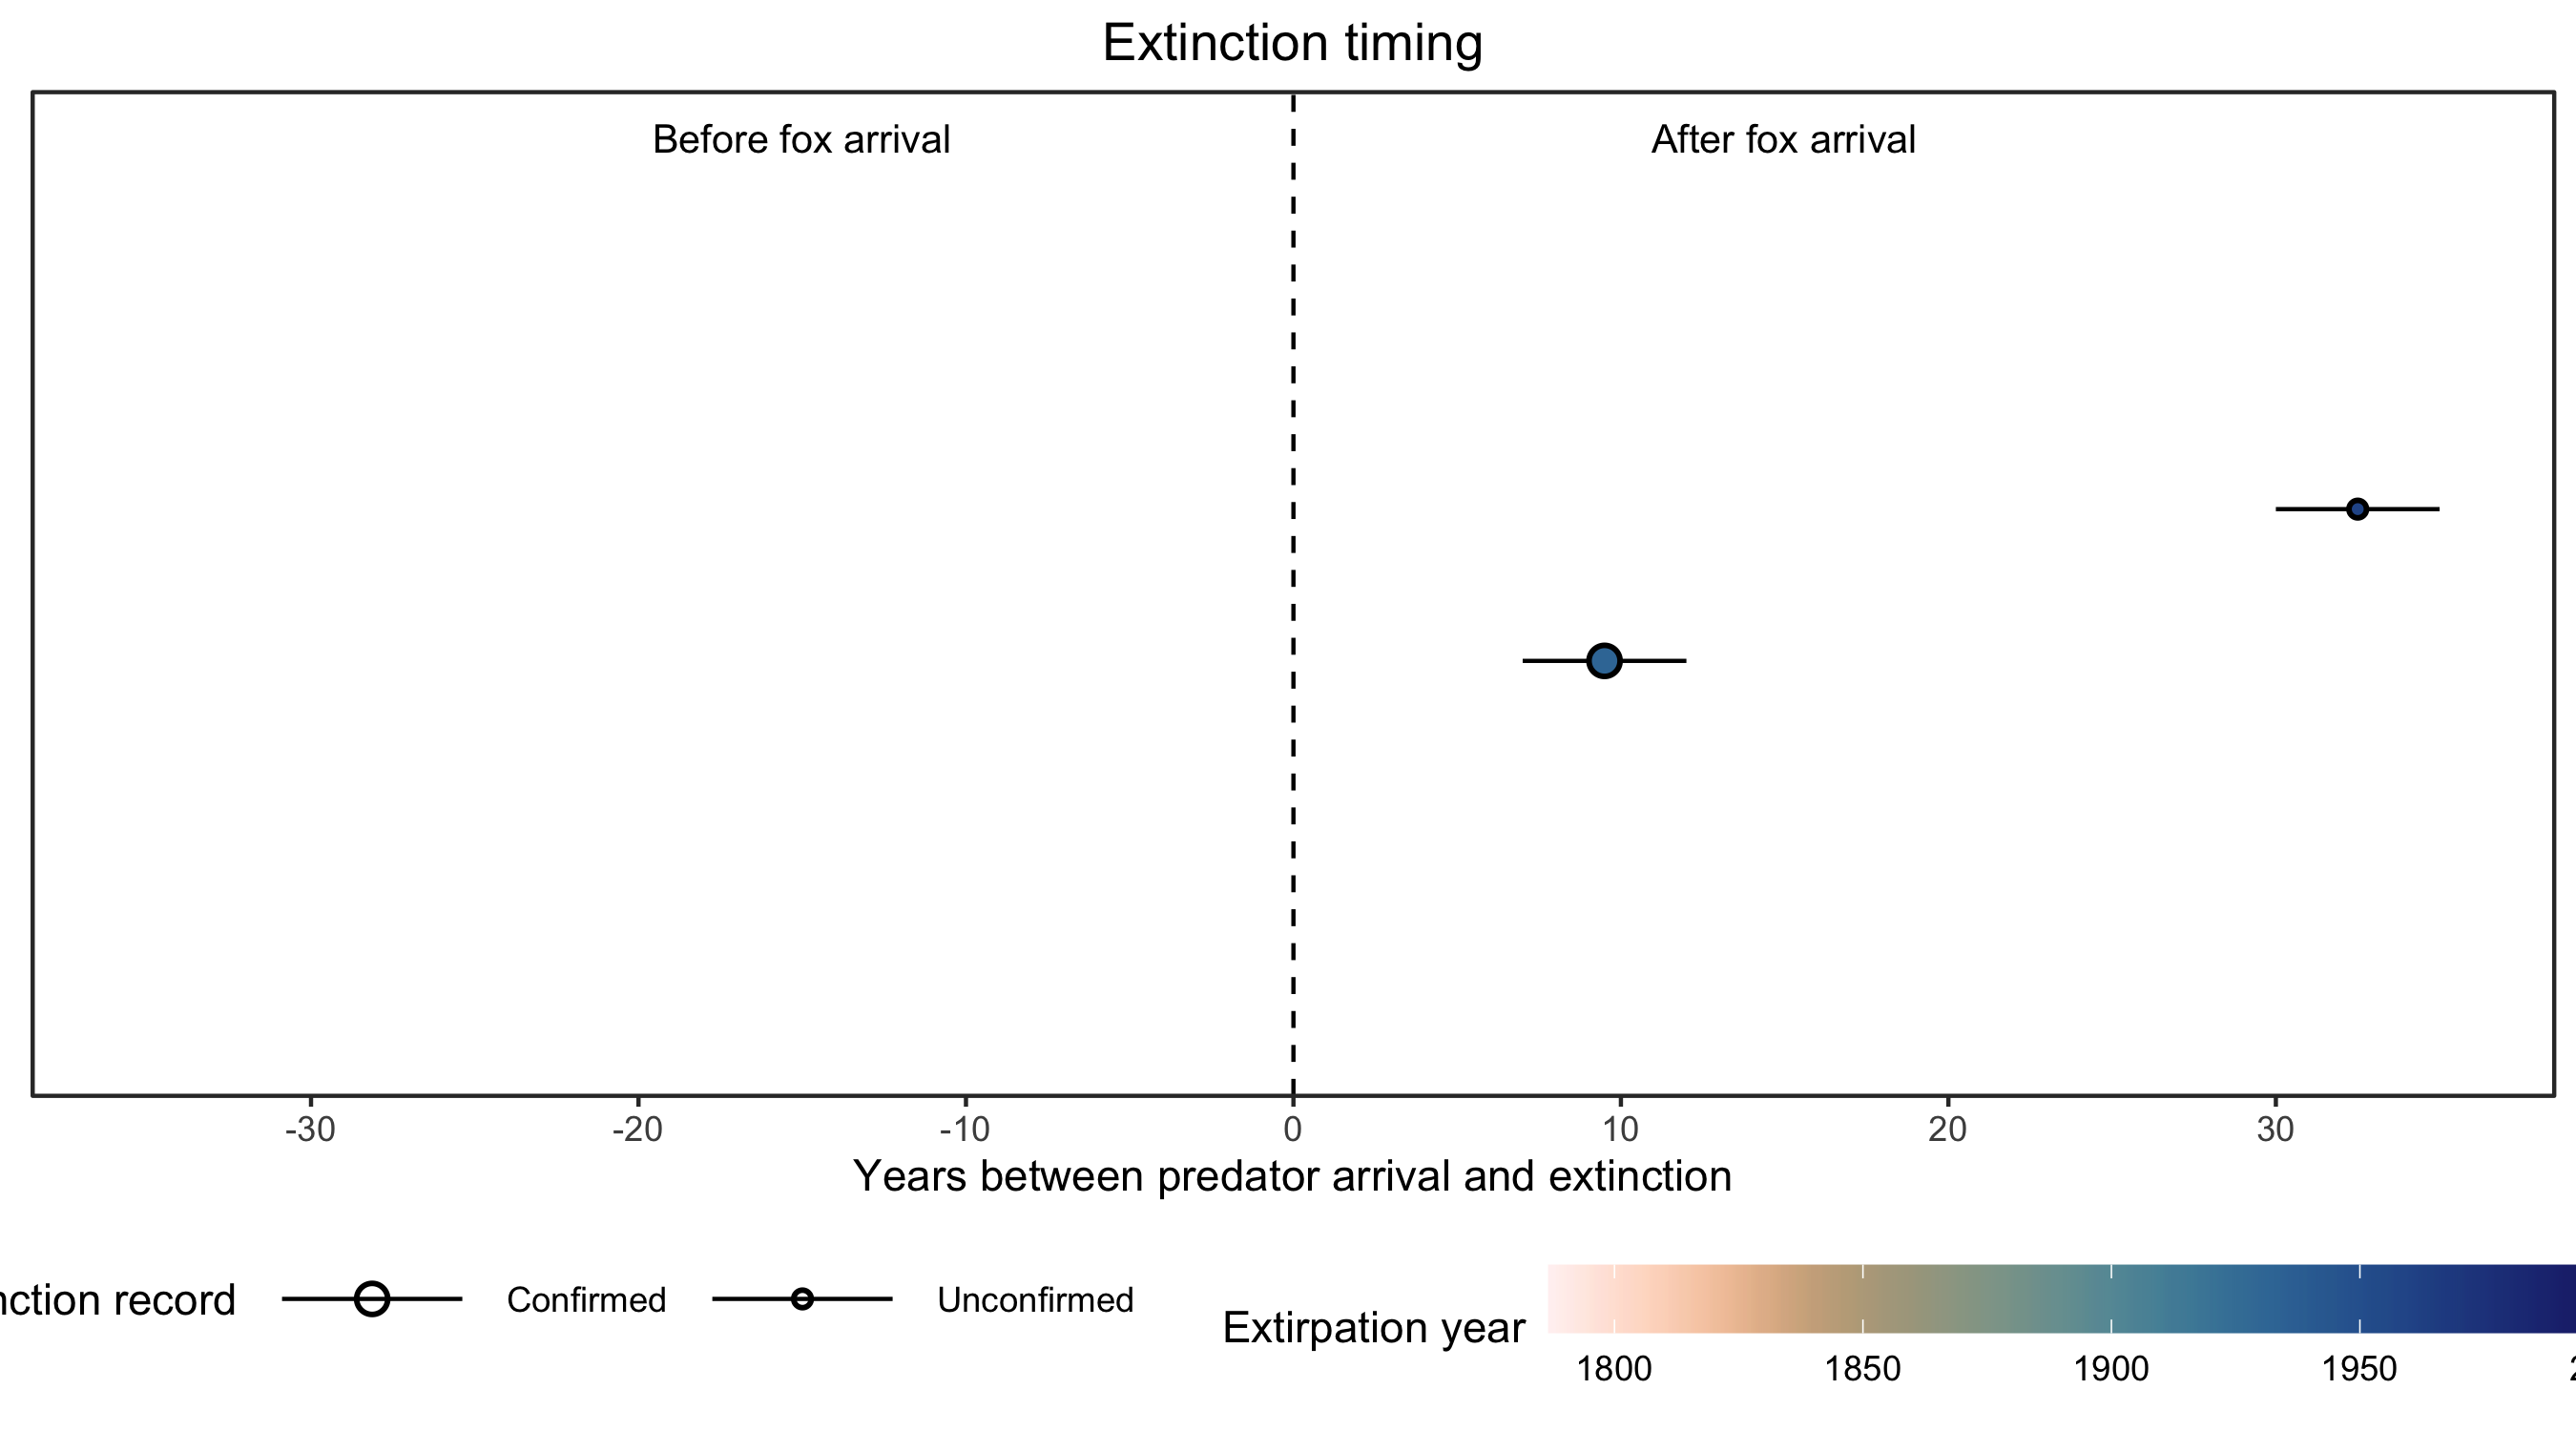 Extinction timing
Before fox arrival After fox arrival
-30 -20 -10 0 10 20 30
Years between predator arrival and extinction
record Confirmed Unconfirmed
Extirpation year
1800 1850 1900 1950